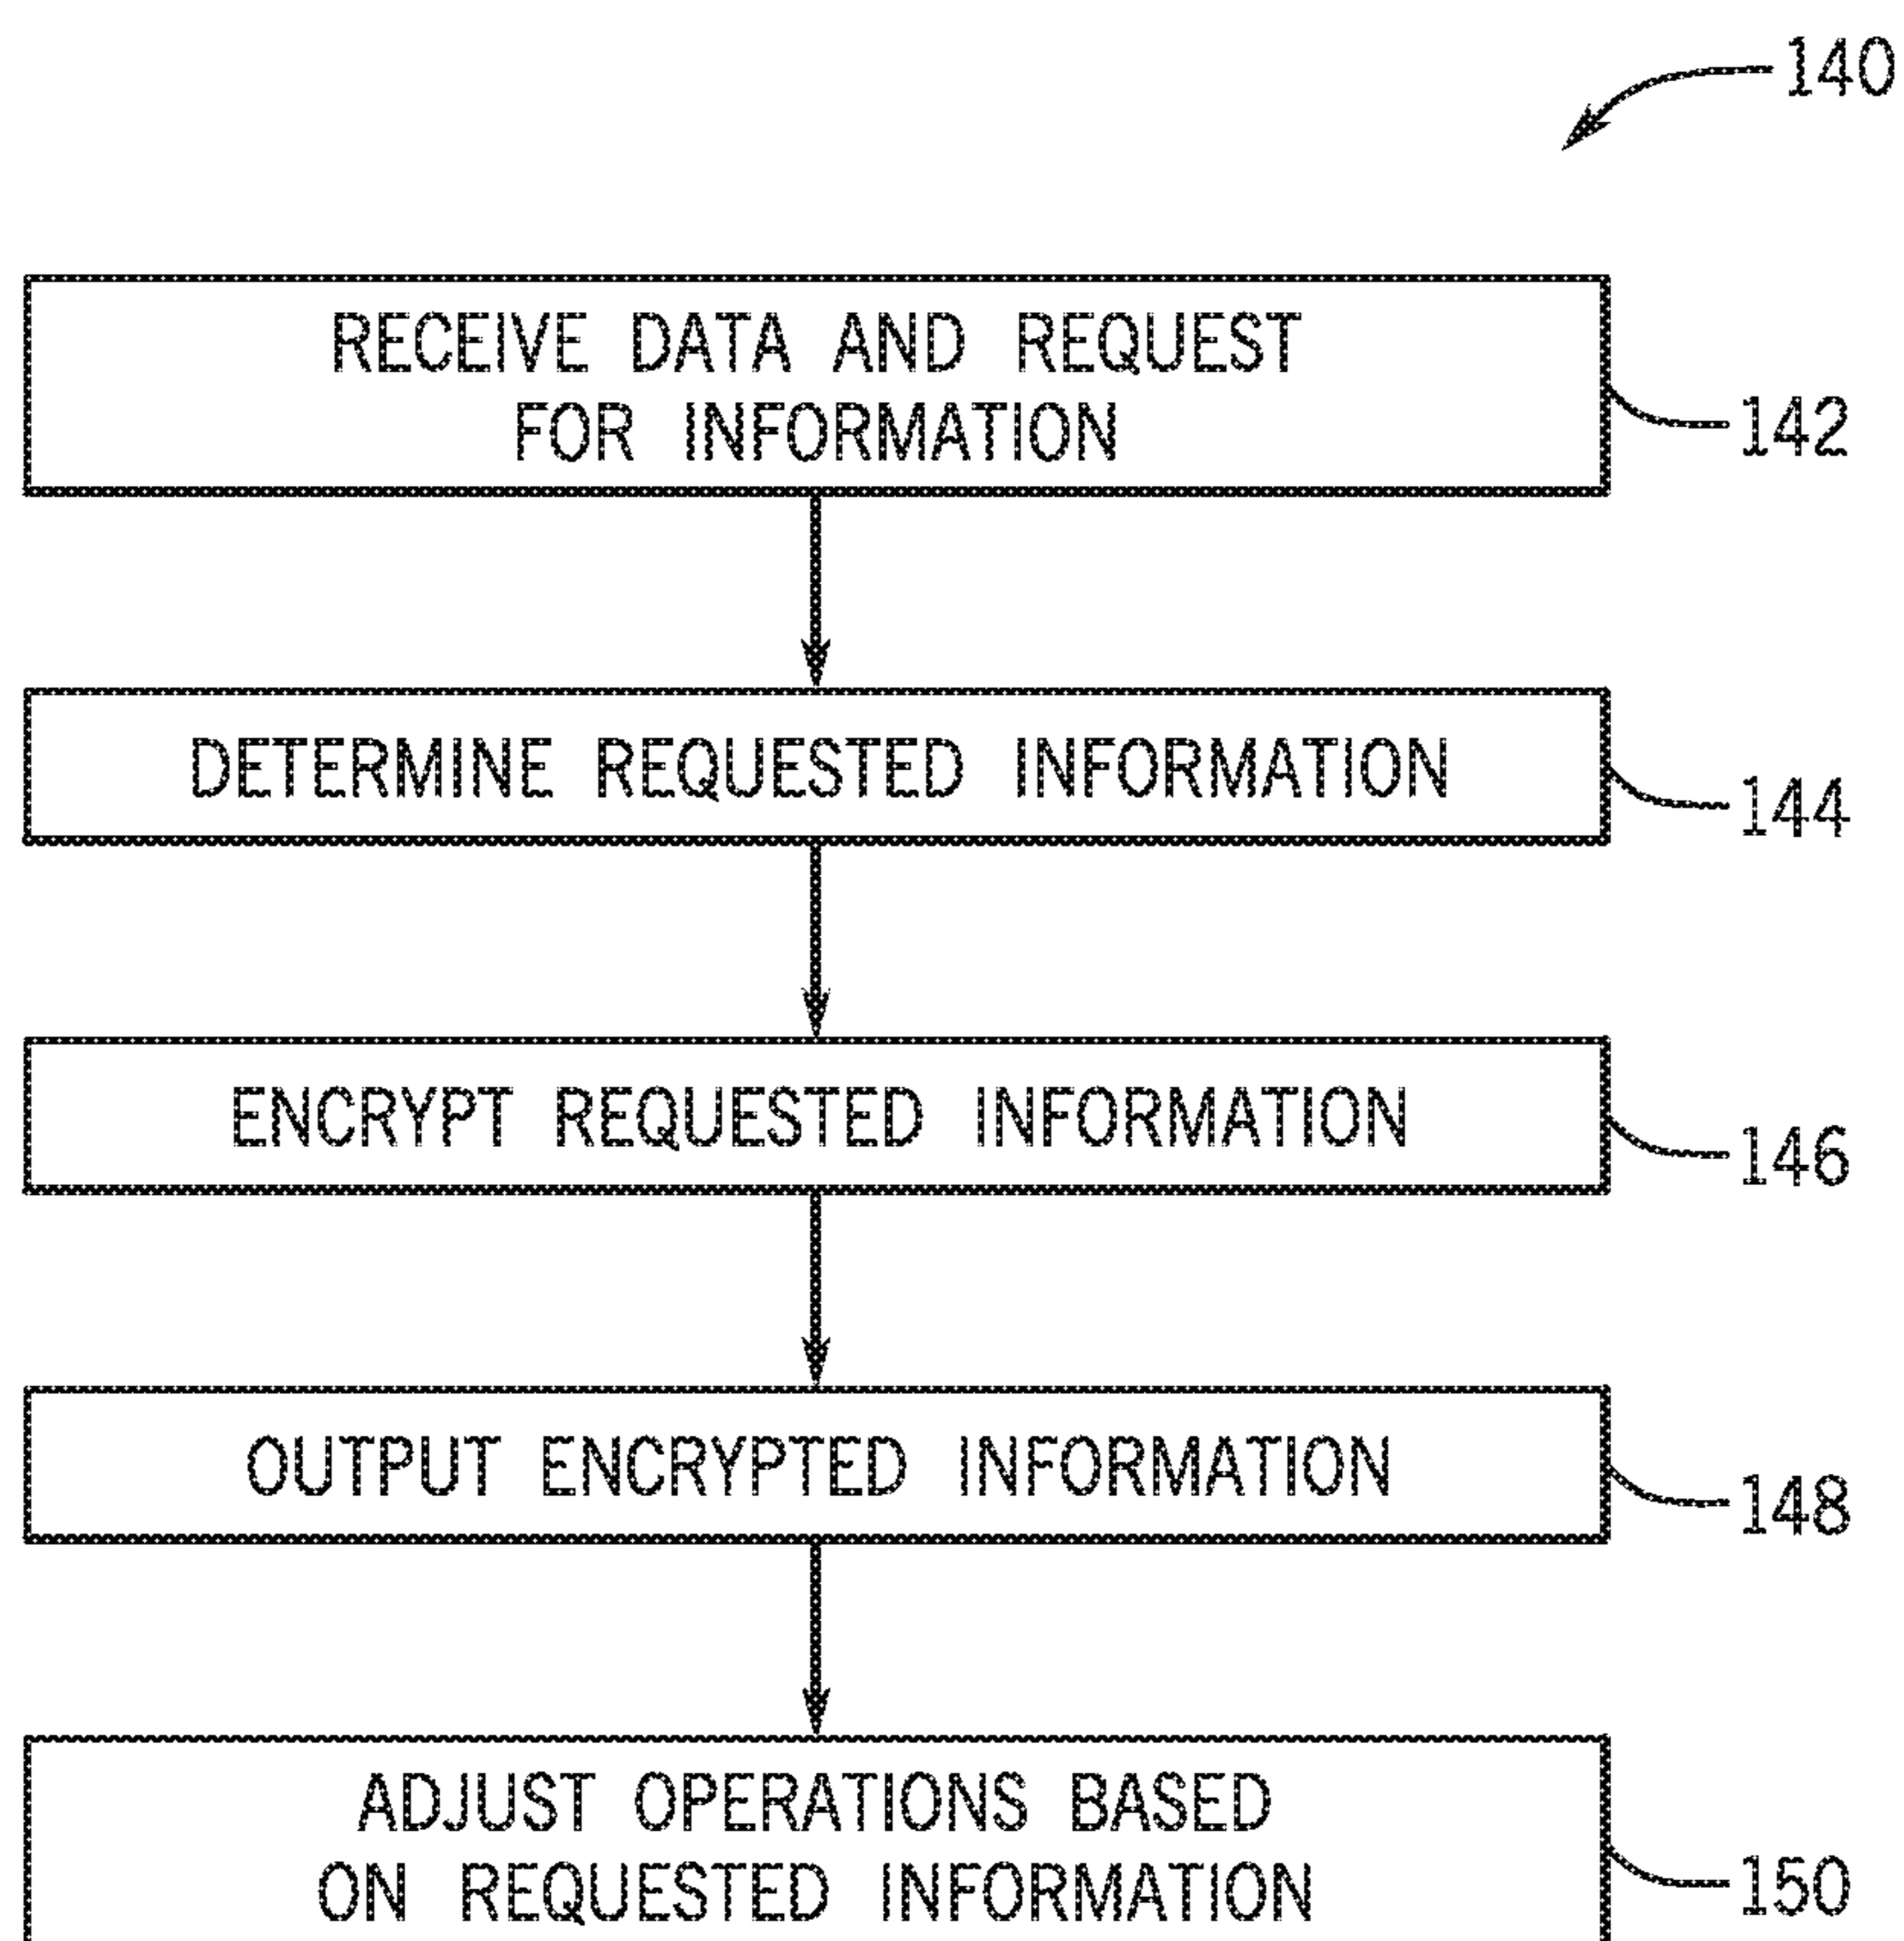 140
RECEIVE DATA AND REQUEST
FOR INFORMATION
142
DETERMINE REQUESTED INFORMATION
144
ENCRYPT REQUESTED INFORMATION
146
OUTPUT ENCRYPTED INFORMATION
148
ADJUST OPERATIONS BASED
ON REQUESTED INFORMATION
150